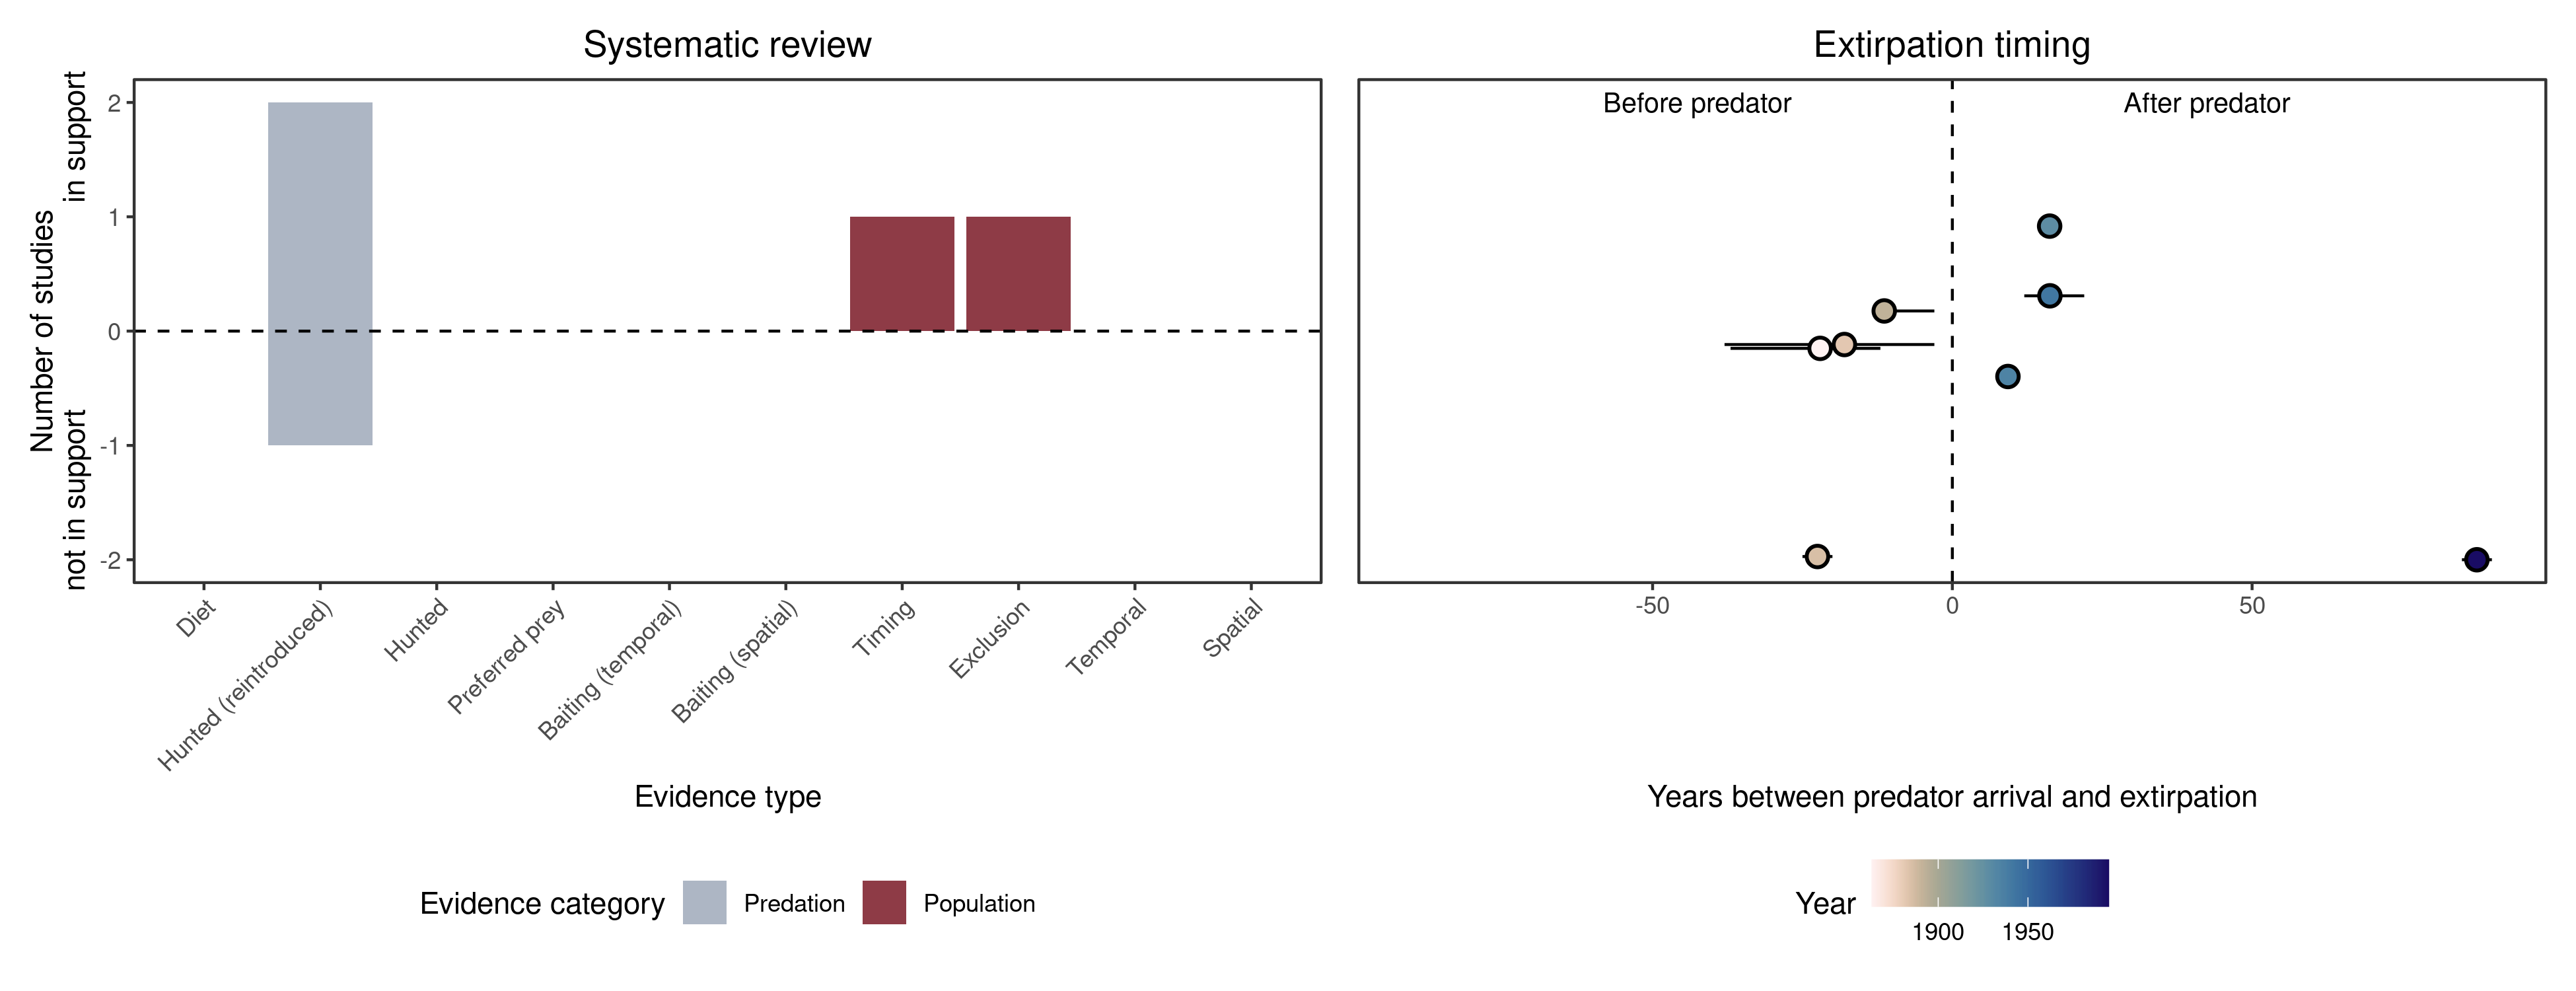 Systematic review
Number of studies
not in support
in support
2
1
0
-1
-2
Diet
Hunted (reintroduced)
Hunted
Preferred prey
Baiting (temporal)
Baiting (spatial)
Timing
Exclusion
Temporal
Spatial
Evidence type
Evidence category
Predation
Population
Extirpation timing
Before predator
After predator
-50
0
50
Years between predator arrival and extirpation
Year
1900
1950